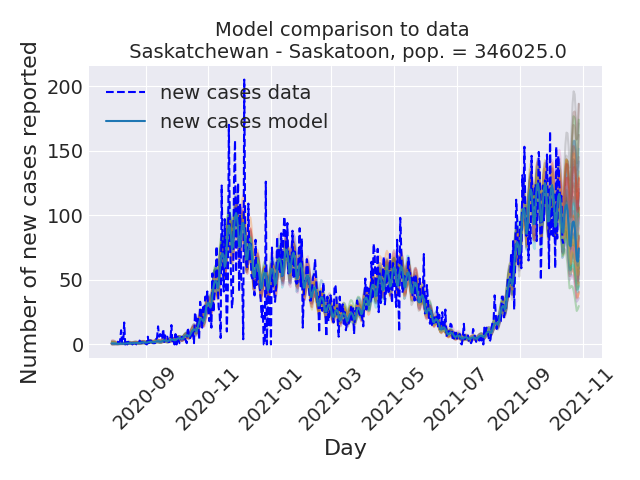 Model comparison to data
Saskatchewan - Saskatoon, pop. = 346025.0
Number of new cases reported
200
150
100
50
0
new cases data
new cases model
2020-09
2020-11
2021-01
2021-03
2021-05
2021-07
2021-09
2021-11
Day